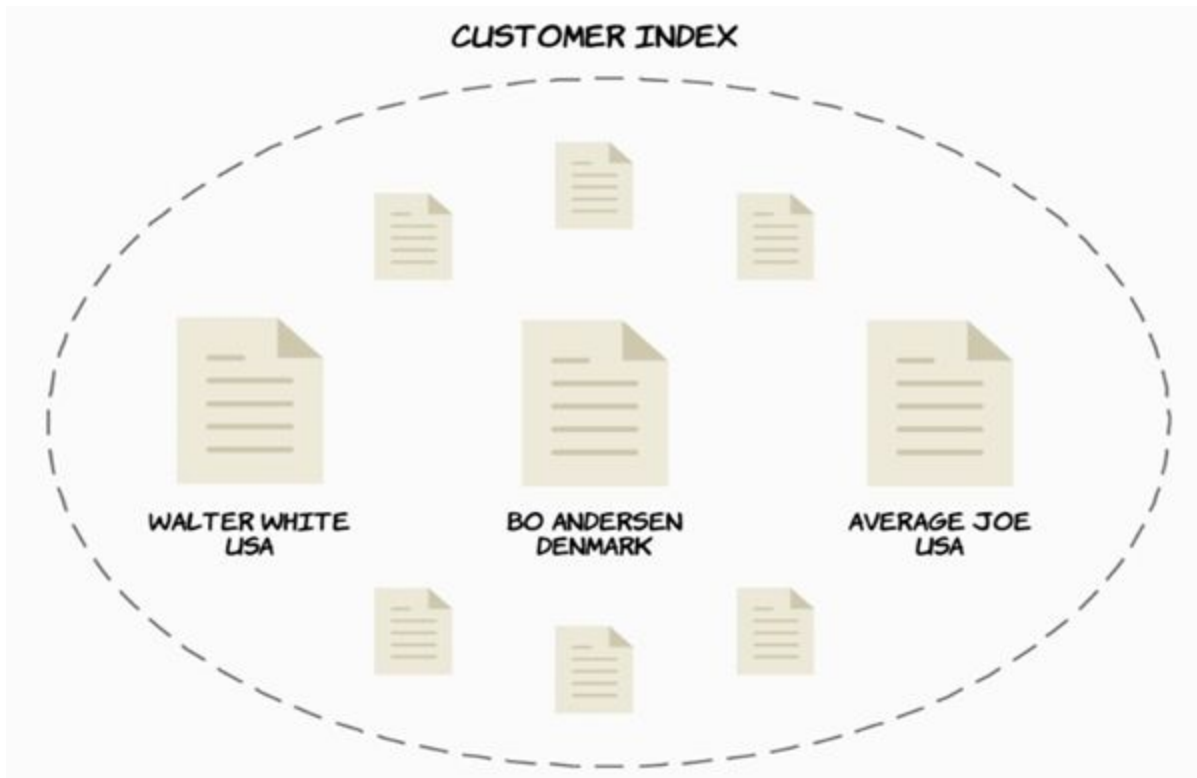 CUSTOMER INDEX
WALTER WHITE
USA
BO ANDERSEN
DENMARK
AVERAGE JOE
USA